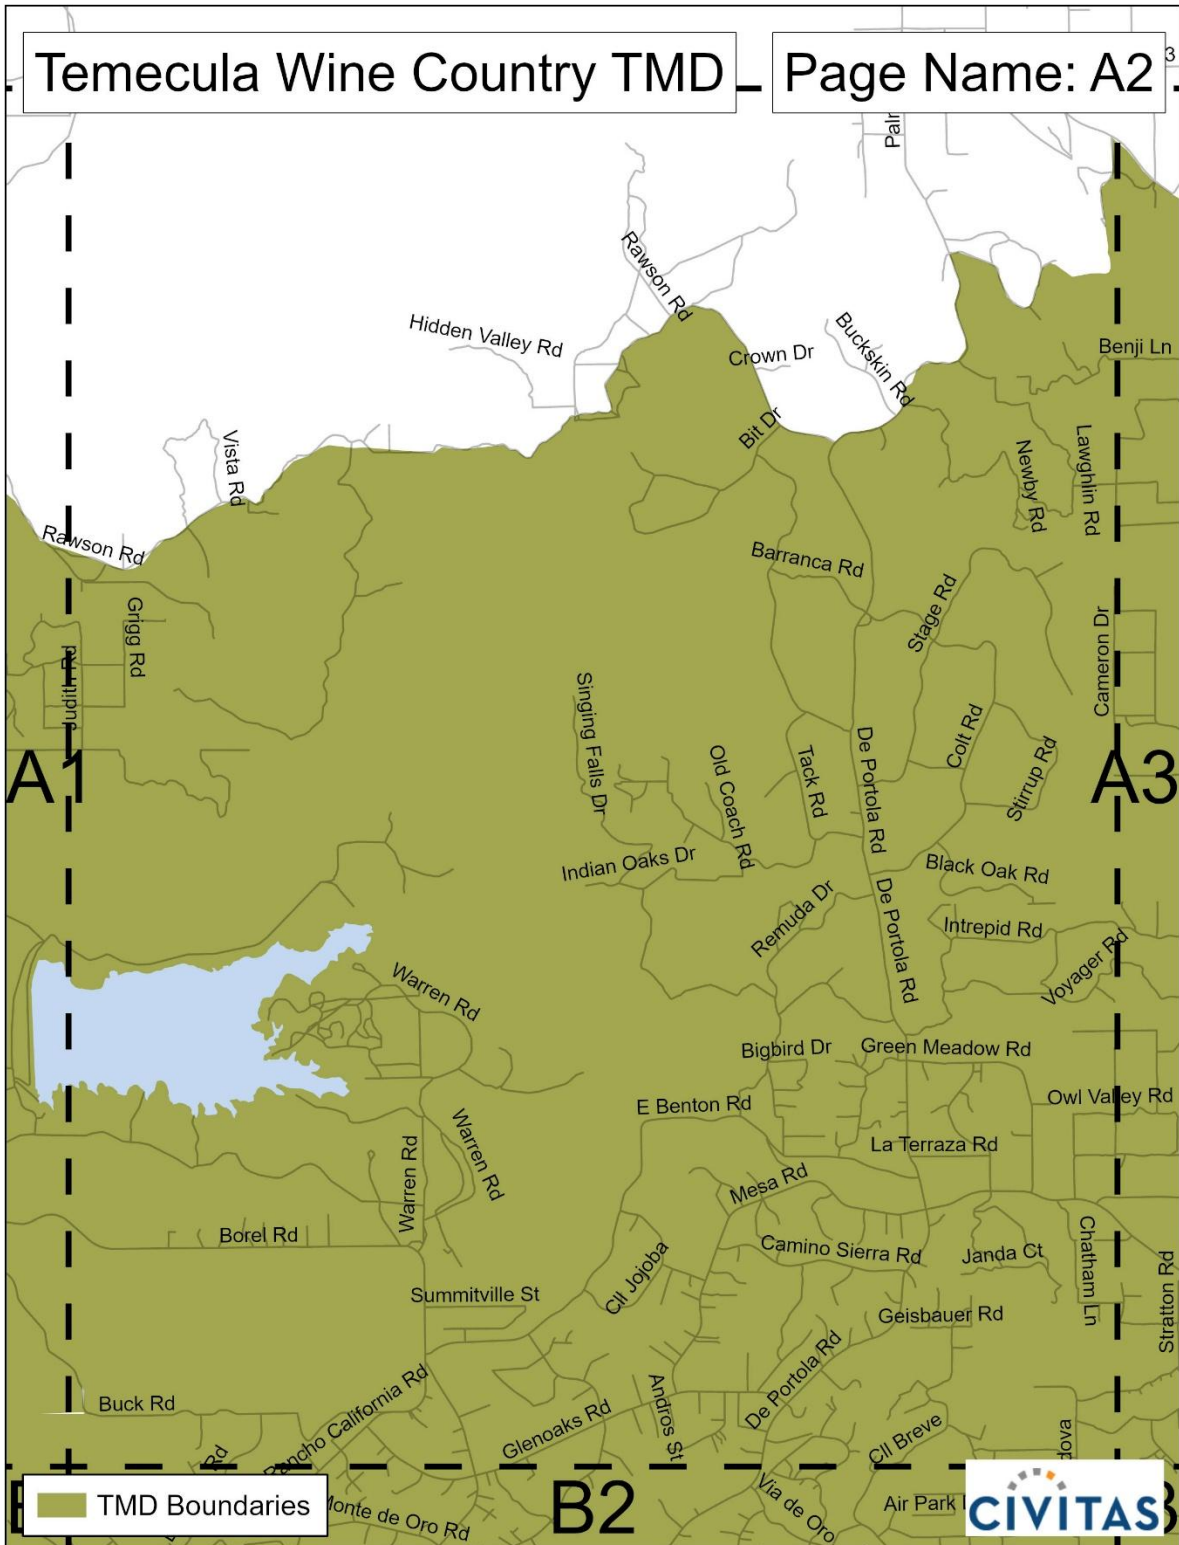 Temecula Wine Country TMD
Page Name: A2
3
Rawson Rd
Hidden Valley Rd
Crown Dr
Buckskin Rd
Benji Ln
Bit Dr
Vista Rd
Newby Rd
Lawghlin Rd
Rawson Rd
Barranca Rd
Grigg Rd
Stage Rd
Cameron Dr
Judith Rd
Singing Falls Dr
Old Coach Rd
Tack Rd
De Portola Rd
Colt Rd
Stirrup Rd
A1
A3
Indian Oaks Dr
Black Oak Rd
Remuda Dr
De Portola Rd
Intrepid Rd
Voyager Rd
Warren Rd
Bigbird Dr
Green Meadow Rd
E Benton Rd
Owl Valley Rd
Warren Rd
Warren Rd
La Terraza Rd
Mesa Rd
Borel Rd
Camino Sierra Rd
Janda Ct
Chatham Ln
Stratton Rd
Cll Jojoba
Summitville St
Geisbauer Rd
De Portola Rd
Buck Rd
Rancho California Rd
Glenoaks Rd
Andros St
Cll Breve
dova
Rd
B2
TMD Boundaries
Monte de Oro Rd
Via de Oro
Air Park
CIVITAS